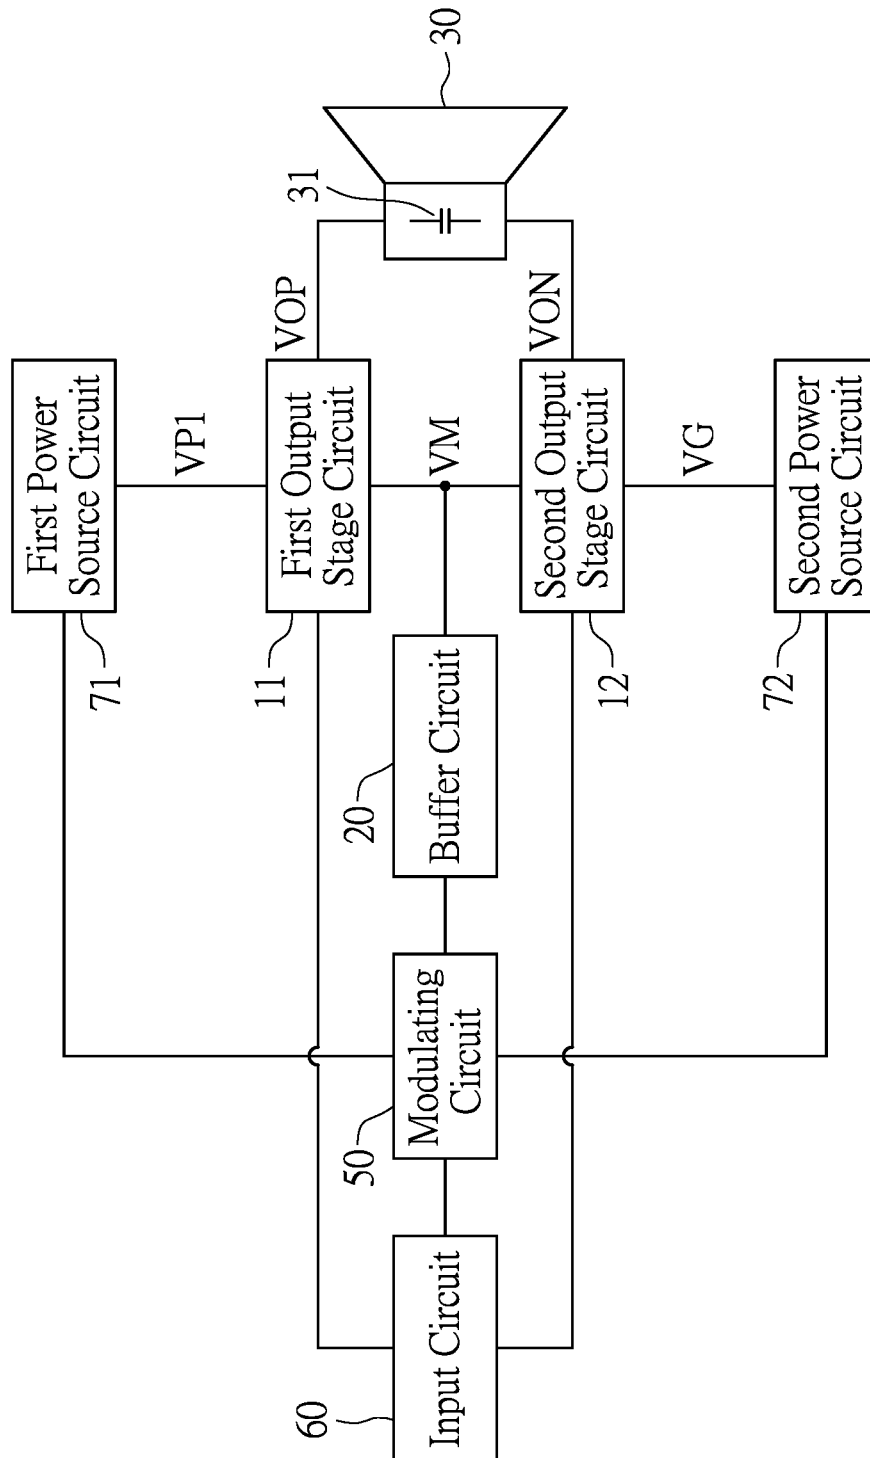 30
31
VOP
VON
First Power
Source Circuit
VP1
First Output
Stage Circuit
VM
Second Output
Stage Circuit
VG
Second Power
Source Circuit
71
11
12
72
20
Buffer Circuit
50
Modulating
Circuit
60
Input Circuit